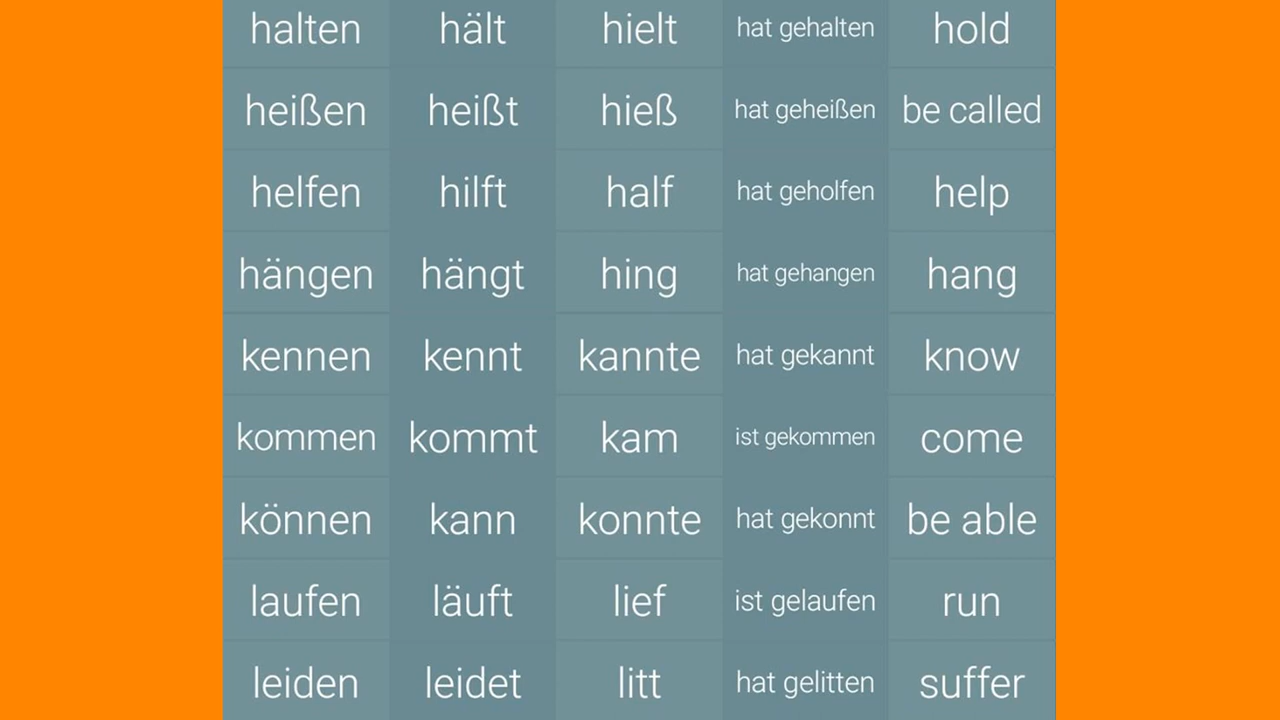 halten hält hielt hat gehalten hold
heißen heißt hieß hat geheißen be called
helfen hilft half hat geholfen help
hängen hängt hing hat gehangen hang
kennen kennt kannte hat gekannt know
kommen kommt kam ist gekommen come
können kann konnte hat gekonnt be able
laufen läuft lief ist gelaufen run
leiden leidet litt hat gelitten suffer